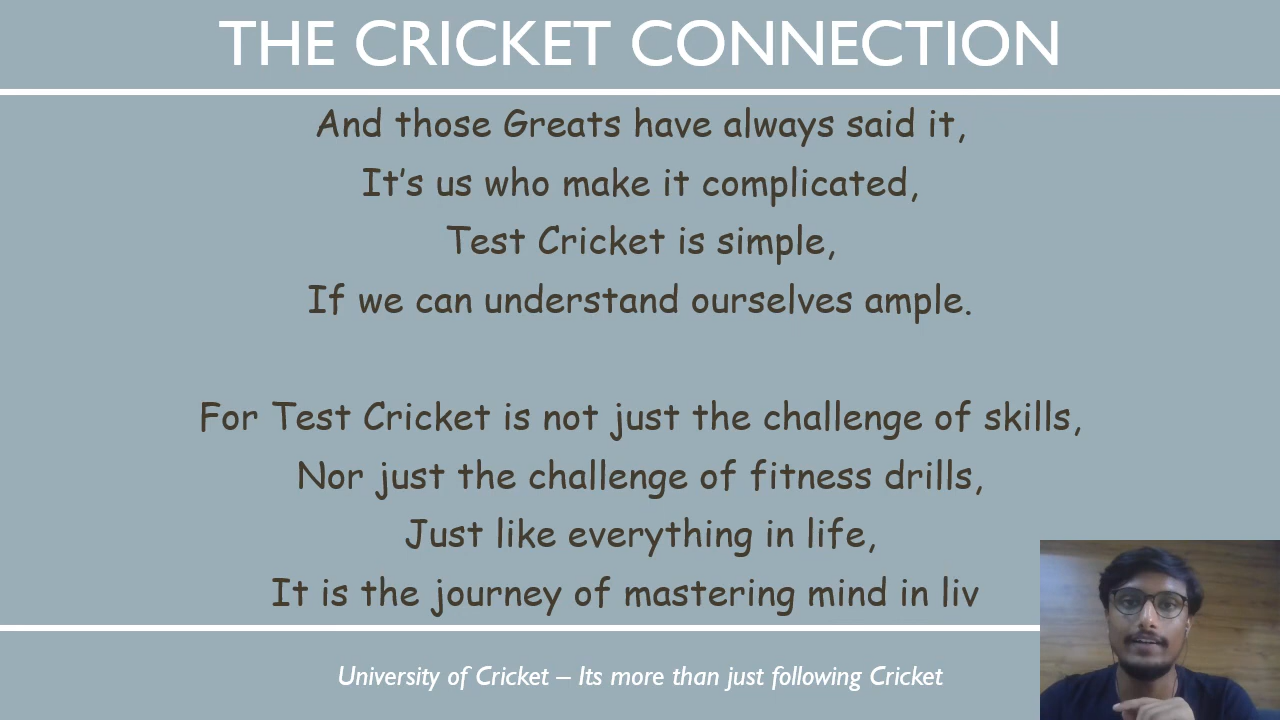 THE CRICKET CONNECTION
And those Greats have always said it,
It’s us who make it complicated,
Test Cricket is simple,
If we can understand ourselves ample.
For Test Cricket is not just the challenge of skills,
Nor just the challenge of fitness drills,
Just like everything in life,
It is the journey of mastering mind in liv
University of Cricket – Its more than just following Cricket